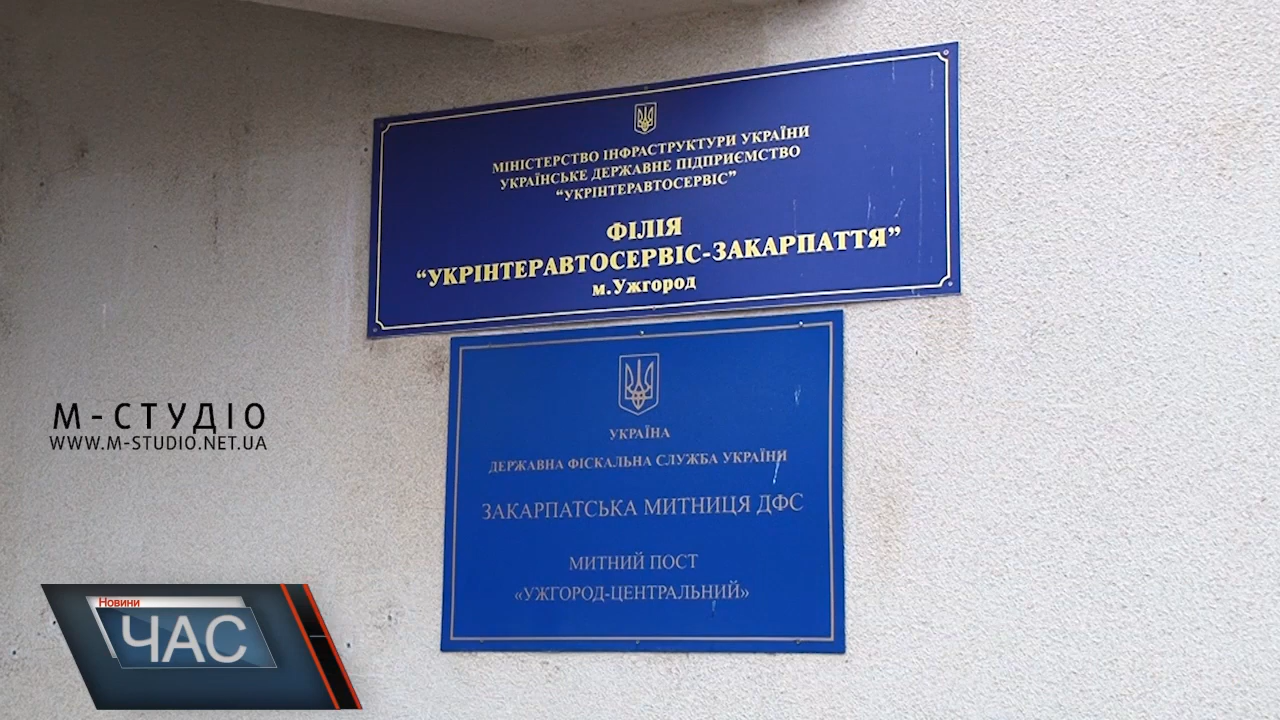 МІНІСТЕРСТВО ІНФРАСТРУКТУРИ УКРАЇНИ
УКРАЇНСЬКЕ ДЕРЖАВНЕ ПІДПРИЄМСТВО
“УКРІНТЕРАВТОСЕРВІС”
ФІЛІЯ
“УКРІНТЕРАВТОСЕРВІС-ЗАКАРПАТТЯ”
м.Ужгород
УКРАЇНА
ДЕРЖАВНА ФІСКАЛЬНА СЛУЖБА УКРАЇНИ
ЗАКАРПАТСЬКА МИТНИЦЯ ДФС
МИТНИЙ ПОСТ
«УЖГОРОД-ЦЕНТРАЛЬНИЙ»
М-СТУДІО
WWW.M-STUDIO.NET.UA
Новини
ЧАС